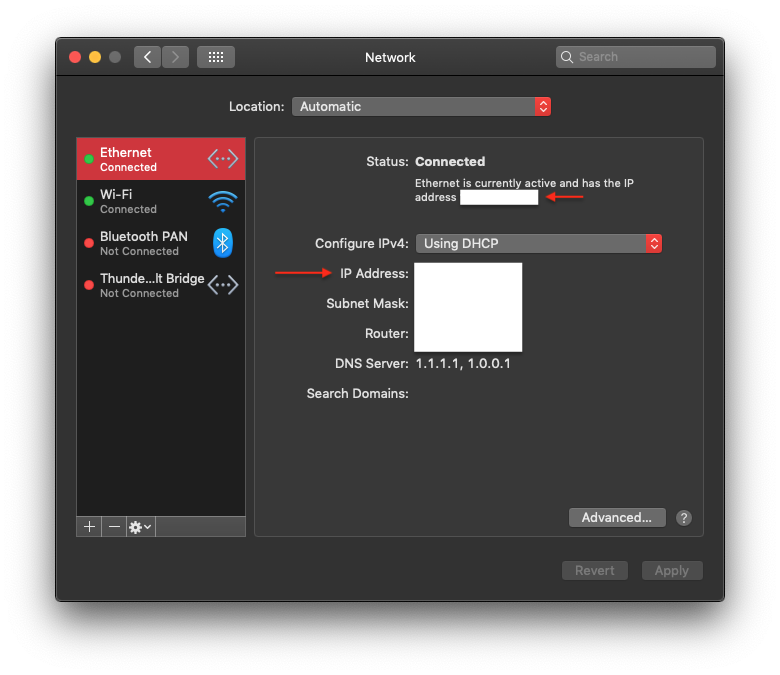 Network
Search
Location: Automatic
Ethernet
Connected
Wi-Fi
Connected
Bluetooth PAN
Not Connected
Thunde...lt Bridge
Not Connected
Status: Connected
Ethernet is currently active and has the IP
address
Configure IPv4: Using DHCP
IP Address:
Subnet Mask:
Router:
DNS Server: 1.1.1.1, 1.0.0.1
Search Domains:
Advanced... ?
Revert Apply